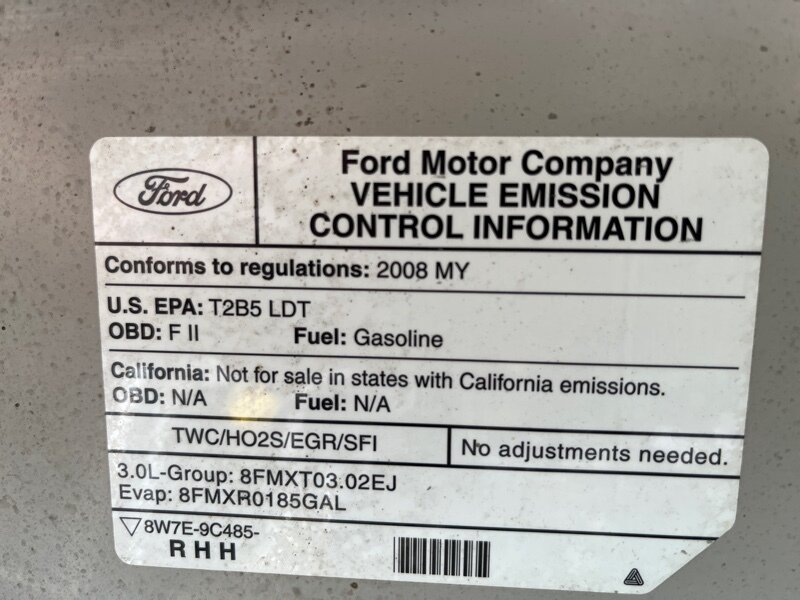 Ford
Ford Motor Company
VEHICLE EMISSION
CONTROL INFORMATION
Conforms to regulations: 2008 MY
U.S. EPA: T2B5 LDT
OBD: F II Fuel: Gasoline
California: Not for sale in states with California emissions.
OBD: N/A Fuel: N/A
TWC/HO2S/EGR/SFI
No adjustments needed.
3.0L-Group: 8FMXT03.02EJ
Evap: 8FMXR0185GAL
8W7E-9C485-
RHH